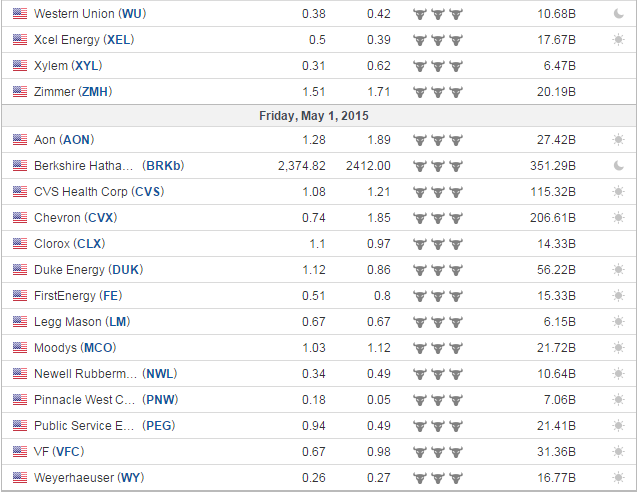 Western Union (WU) 0.38 0.42 10.68B
Xcel Energy (XEL) 0.5 0.39 17.67B
Xylem (XYL) 0.31 0.62 6.47B
Zimmer (ZMH) 1.51 1.71 20.19B
Friday, May 1, 2015
Aon (AON) 1.28 1.89 27.42B
Berkshire Hatha... (BRKb) 2,374.82 2412.00 351.29B
CVS Health Corp (CVS) 1.08 1.21 115.32B
Chevron (CVX) 0.74 1.85 206.61B
Clorox (CLX) 1.1 0.97 14.33B
Duke Energy (DUK) 1.12 0.86 56.22B
FirstEnergy (FE) 0.51 0.8 15.33B
Legg Mason (LM) 0.67 0.67 6.15B
Moodys (MCO) 1.03 1.12 21.72B
Newell Rubberm... (NWL) 0.34 0.49 10.64B
Pinnacle West C... (PNW) 0.18 0.05 7.06B
Public Service E... (PEG) 0.94 0.49 21.41B
VF (VFC) 0.67 0.98 31.36B
Weyerhaeuser (WY) 0.26 0.27 16.77B